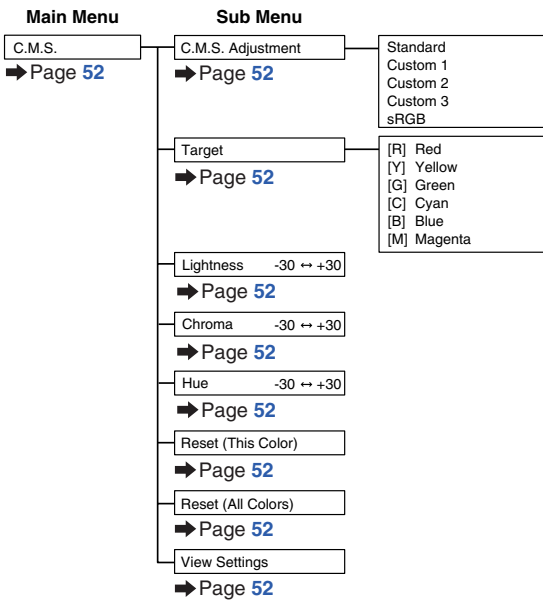 Main Menu
Sub Menu
C.M.S.
➡Page 52
C.M.S. Adjustment
➡Page 52
Standard
Custom 1
Custom 2
Custom 3
sRGB
Target
➡Page 52
[R] Red
[Y] Yellow
[G] Green
[C] Cyan
[B] Blue
[M] Magenta
Lightness -30 ↔ +30
➡Page 52
Chroma -30 ↔ +30
➡Page 52
Hue -30 ↔ +30
➡Page 52
Reset (This Color)
➡Page 52
Reset (All Colors)
➡Page 52
View Settings
➡Page 52